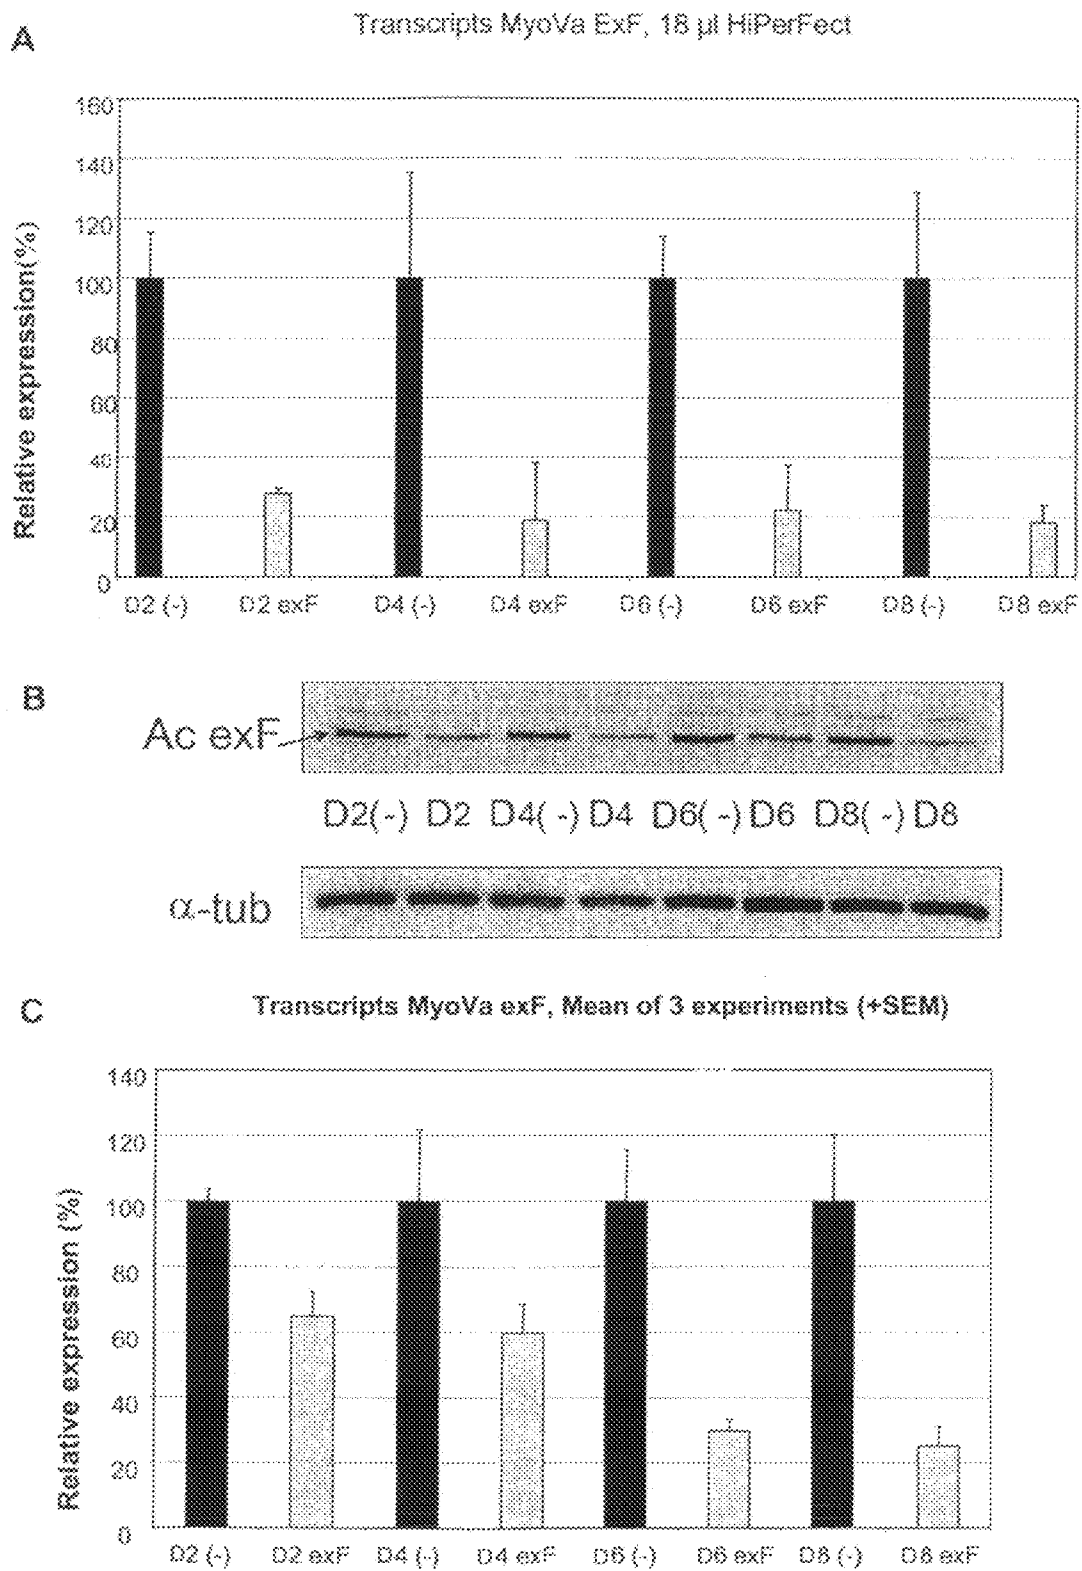 A
Transcripts MyoVa ExF, 18 µl HiPerFect
Relative expression(%)
160
140
120
100
80
60
40
20
0
D2 (-) D2 exF D4 (-) D4 exF D6 (-) D6 exF D8 (-) D8 exF
B
Ac exF
D2(-) D2 D4( -) D4 D6( -) D6 D8( -) D8
α-tub
C
Transcripts MyoVa exF, Mean of 3 experiments (+SEM)
Relative expression (%)
140
120
100
80
60
40
20
0
D2 (-) D2 exF D4 (-) D4 exF D6 (-) D6 exF D8 (-) D8 exF